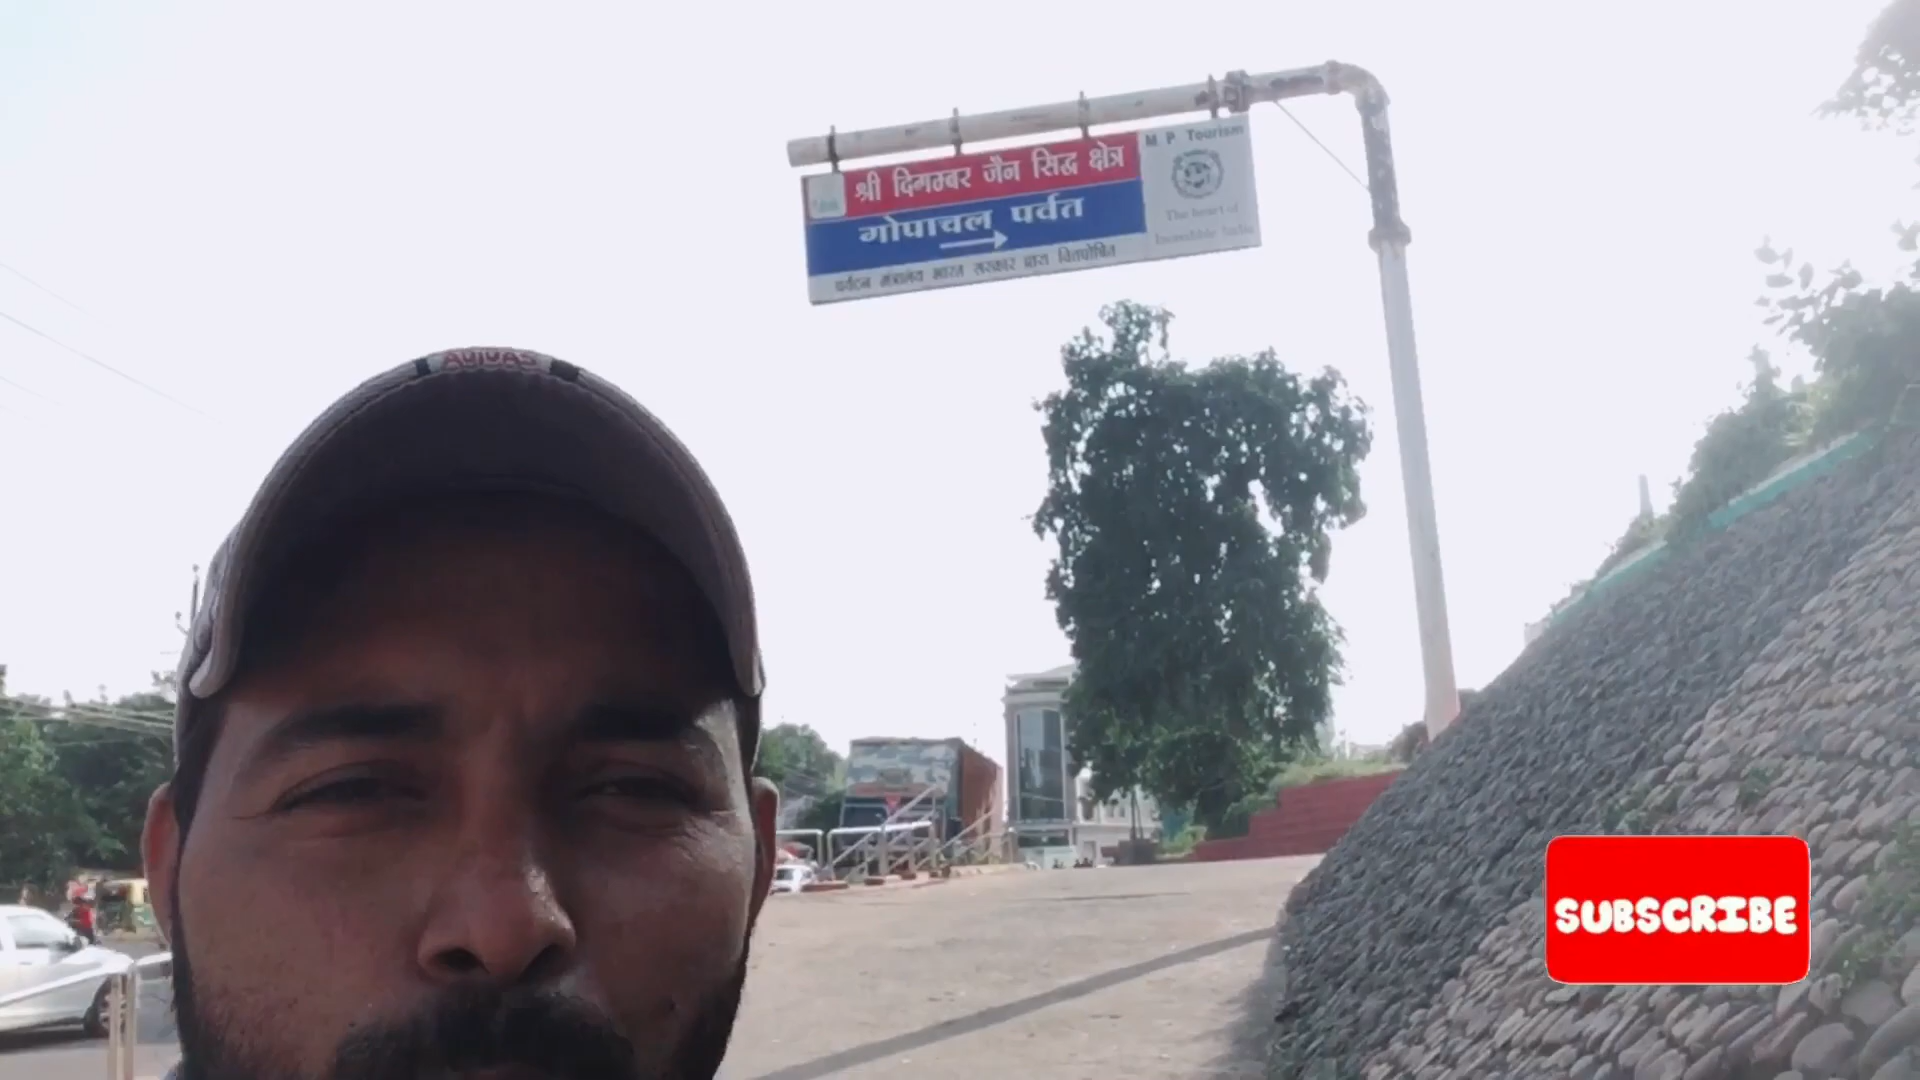 M P Tourism
श्री दिगम्बर जैन सिद्ध क्षेत्र
गोपाचल पर्वत
The heart of
Incredible India
पर्यटन मंत्रालय भारत सरकार द्वारा वित्तपोषित
ADIDAS
SUBSCRIBE